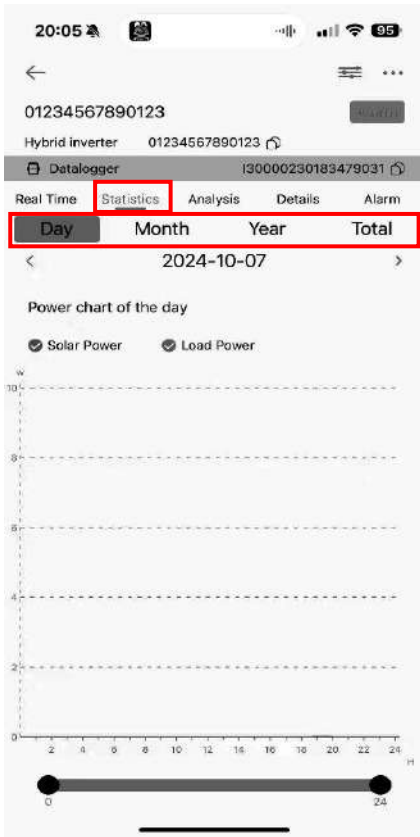 20:05 95
01234567890123
Hybrid inverter 01234567890123
Datalogger I30000230183479031
Real Time Statistics Analysis Details Alarm
Day Month Year Total
< 2024-10-07 >
Power chart of the day
Solar Power Load Power
W
10
8
6
4
2
0
2 4 6 8 10 12 14 16 18 20 22 24
H
0 24